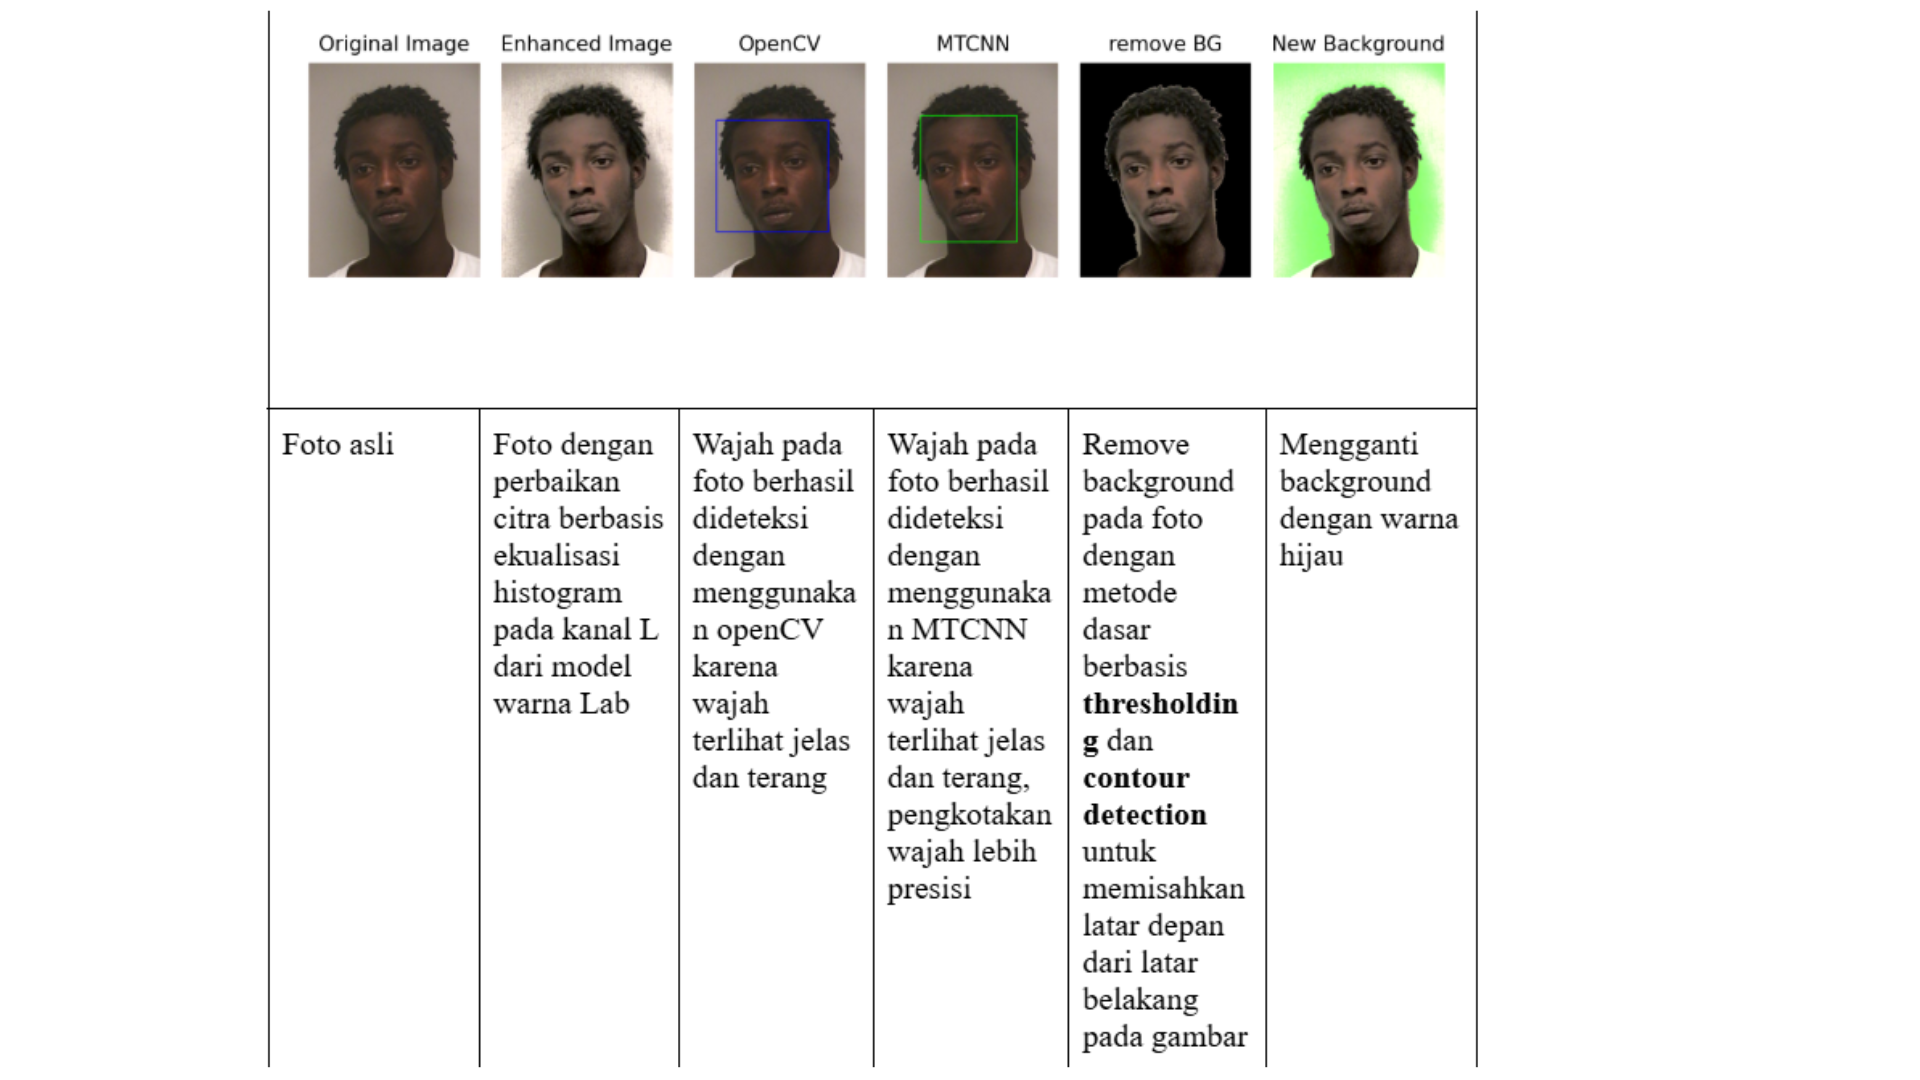 Original Image
Enhanced Image
OpenCV
MTCNN
remove BG
New Background
Foto asli
Foto dengan
perbaikan
citra berbasis
ekualisasi
histogram
pada kanal L
dari model
warna Lab
Wajah pada
foto berhasil
dideteksi
dengan
menggunaka
n openCV
karena
wajah
terlihat jelas
dan terang
Wajah pada
foto berhasil
dideteksi
dengan
menggunaka
n MTCNN
karena
wajah
terlihat jelas
dan terang,
pengkotakan
wajah lebih
presisi
Remove
background
pada foto
dengan
metode
dasar
berbasis
thresholdin
g dan
contour
detection
untuk
memisahkan
latar depan
dari latar
belakang
pada gambar
Mengganti
background
dengan warna
hijau